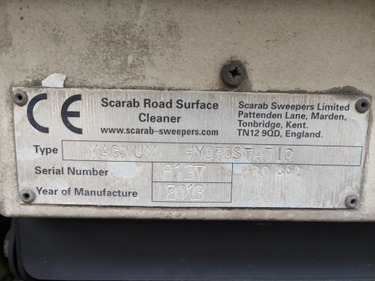 CE
Scarab Road Surface
Cleaner
www.scarab-sweepers.com
Scarab Sweepers Limited
Pattenden Lane, Marden,
Tonbridge, Kent.
TN12 9QD, England.
Type MAGNUM HYDROSTATIC
Serial Number
Year of Manufacture 2013